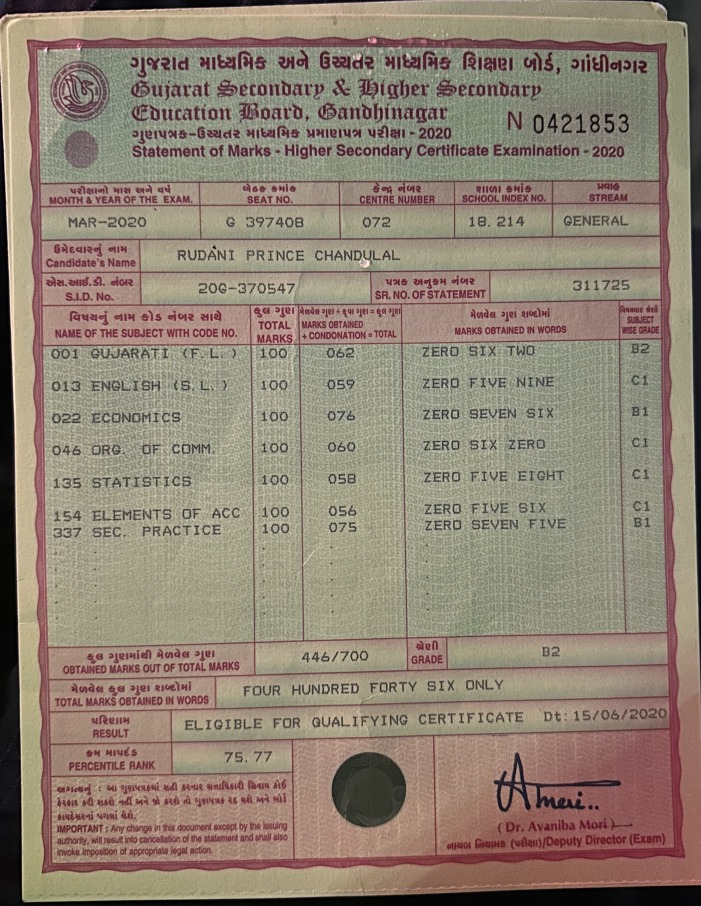 ગુજરાત માધ્યમિક અને ઉચ્ચતર માધ્યમિક શિક્ષણ બોર્ડ, ગાંધીનગર
Gujarat Secondary & Higher Secondary
Education Board, Gandhinagar
N 0421853
ગુણપત્રક-ઉચ્ચતર માધ્યમિક પ્રમાણપત્ર પરીક્ષા - 2020
Statement of Marks - Higher Secondary Certificate Examination - 2020
પરીક્ષાનો માસ અને વર્ષ બેઠક ક્રમાંક કેન્દ્ર નંબર શાળા ક્રમાંક પ્રવાહ
MONTH & YEAR OF THE EXAM. SEAT NO. CENTRE NUMBER SCHOOL INDEX NO. STREAM
MAR-2020 G 397408 072 18.214 GENERAL
ઉમેદવારનું નામ
Candidate's Name RUDANI PRINCE CHANDULAL
એસ.આઈ.ડી. નંબર પત્રક અનુક્રમ નંબર
S.I.D. No. 20G-370547 SR. NO. OF STATEMENT 311725
વિષયનું નામ કોડ નંબર સાથે કુલ ગુણ મેળવેલ ગુણ + કૃપા ગુણ = કુલ ગુણ મેળવેલ ગુણ શબ્દોમાં વિષયવાર શ્રેણી
NAME OF THE SUBJECT WITH CODE NO. TOTAL MARKS MARKS OBTAINED + CONDONATION = TOTAL MARKS OBTAINED IN WORDS SUBJECT WISE GRADE
001 GUJARATI (F.L.) 100 062 ZERO SIX TWO B2
013 ENGLISH (S.L.) 100 059 ZERO FIVE NINE C1
022 ECONOMICS 100 076 ZERO SEVEN SIX B1
046 ORG. OF COMM. 100 060 ZERO SIX ZERO C1
135 STATISTICS 100 058 ZERO FIVE EIGHT C1
154 ELEMENTS OF ACC 100 056 ZERO FIVE SIX C1
337 SEC. PRACTICE 100 075 ZERO SEVEN FIVE B1
કુલ ગુણમાંથી મેળવેલ ગુણ શ્રેણી
OBTAINED MARKS OUT OF TOTAL MARKS 446/700 GRADE B2
મેળવેલ કુલ ગુણ શબ્દોમાં
TOTAL MARKS OBTAINED IN WORDS FOUR HUNDRED FORTY SIX ONLY
પરિણામ
RESULT ELIGIBLE FOR QUALIFYING CERTIFICATE Dt: 15/06/2020
ક્રમ માપદંડ
PERCENTILE RANK 75.77
અગત્યનું : આ ગુણપત્રકમાં સહી કરનાર સત્તાધિકારી સિવાય કોઈ
ફેરફાર કરી શકશે નહીં અને જો કરશે તો ગુણપત્રક રદ થશે અને બોર્ડ
કાયદેસરનાં પગલાં લેશે.
IMPORTANT : Any change in this document except by the issuing
authority, will result into cancellation of the statement and shall also
invoke imposition of appropriate legal action.
(Dr. Avaniba Mori)
નાયબ નિયામક (પરીક્ષા)/Deputy Director (Exam)